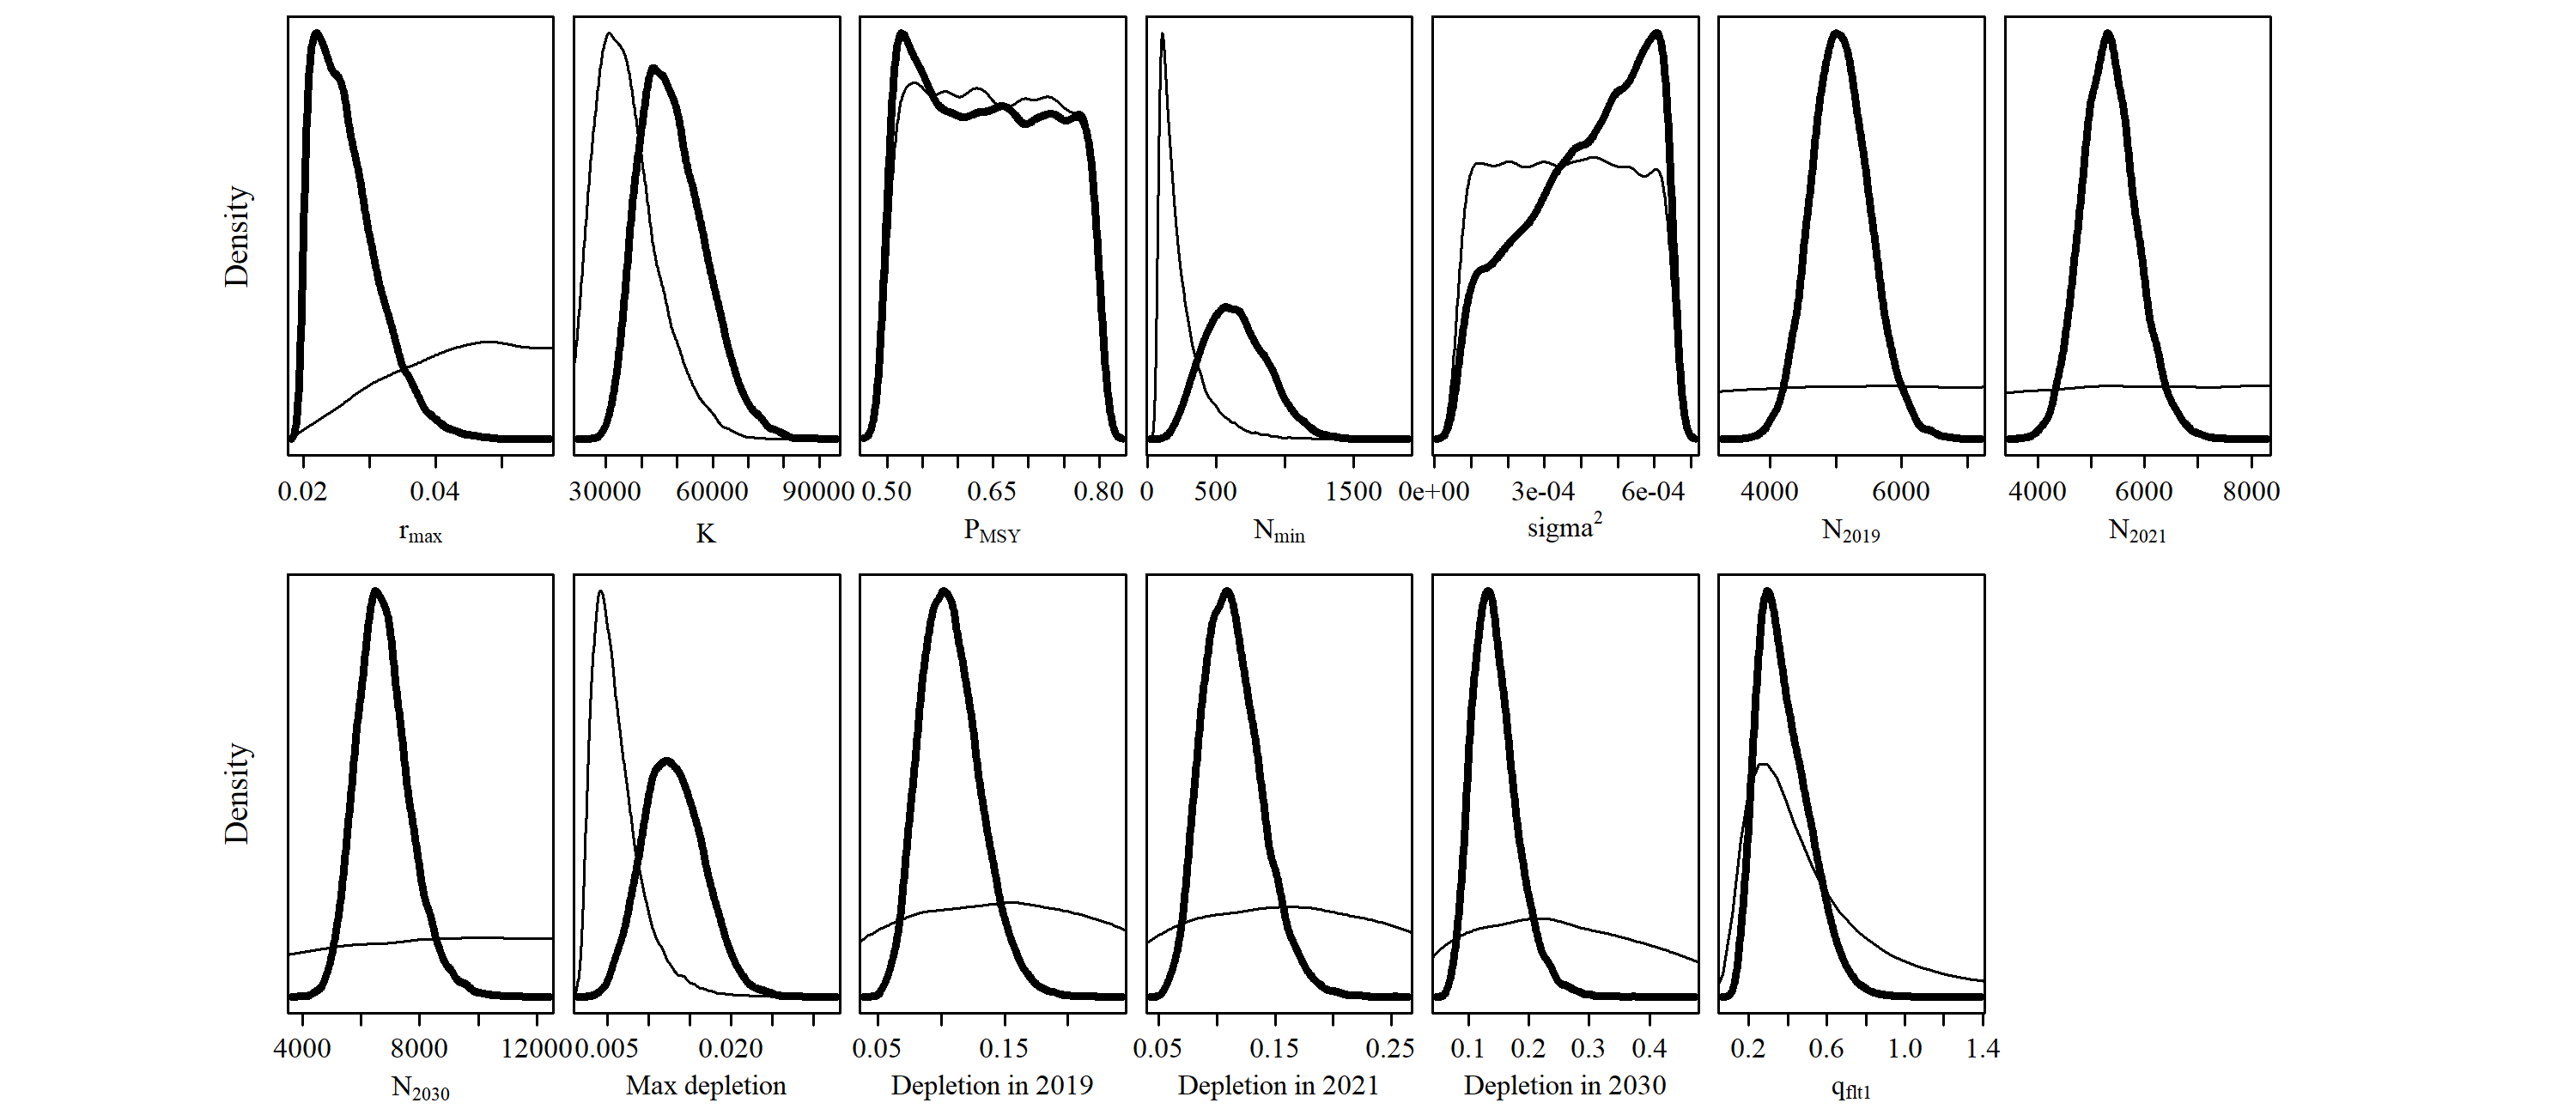 Density
0.02 0.04 30000 60000 90000 0.50 0.65 0.80 0 500 1500 0e+00 3e-04 6e-04 4000 6000 4000 6000 8000
r_max K P_MSY N_min sigma² N_2019 N_2021
Density
4000 8000 12000 0.005 0.020 0.05 0.15 0.05 0.15 0.25 0.1 0.2 0.3 0.4 0.2 0.6 1.0 1.4
N_2030 Max depletion Depletion in 2019 Depletion in 2021 Depletion in 2030 q_flt1